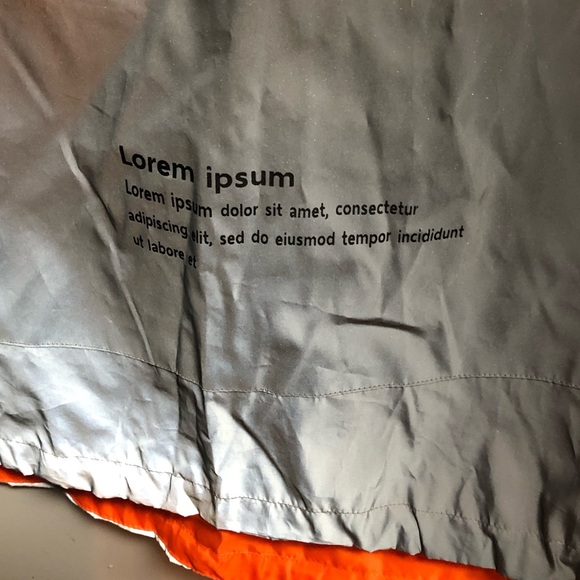 Lorem ipsum
Lorem ipsum dolor sit amet, consectetur
adipiscing elit, sed do eiusmod tempor incididunt
ut labore et